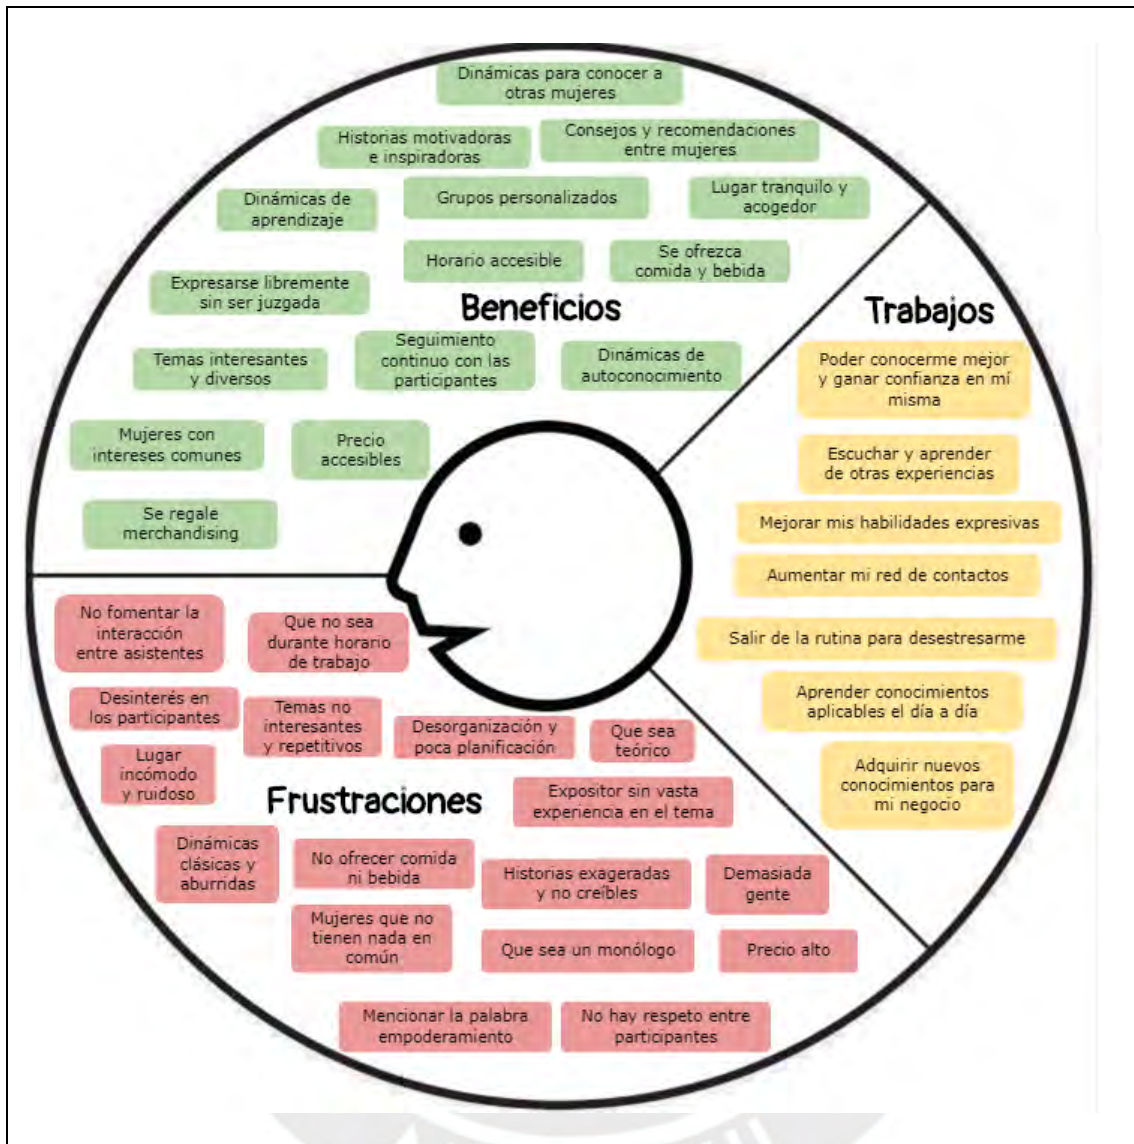 Dinámicas para conocer a
otras mujeres
Historias motivadoras
e inspiradoras
Consejos y recomendaciones
entre mujeres
Dinámicas de
aprendizaje
Grupos personalizados
Lugar tranquilo y
acogedor
Horario accesible
Se ofrezca
comida y bebida
Expresarse libremente
sin ser juzgada
Beneficios
Temas interesantes
y diversos
Seguimiento
continuo con las
participantes
Dinámicas de
autoconocimiento
Mujeres con
intereses comunes
Precio
accesibles
Se regale
merchandising
Trabajos
Poder conocerme mejor
y ganar confianza en mí
misma
Escuchar y aprender
de otras experiencias
Mejorar mis habilidades expresivas
Aumentar mi red de contactos
Salir de la rutina para desestresarme
Aprender conocimientos
aplicables el día a día
Adquirir nuevos
conocimientos para
mi negocio
No fomentar la
interacción
entre asistentes
Que no sea
durante horario
de trabajo
Desinterés en
los participantes
Temas no
interesantes
y repetitivos
Desorganización y
poca planificación
Que sea
teórico
Lugar
incómodo
y ruidoso
Frustraciones
Expositor sin vasta
experiencia en el tema
Dinámicas
clásicas y
aburridas
No ofrecer comida
ni bebida
Historias exageradas
y no creíbles
Demasiada
gente
Mujeres que no
tienen nada en
común
Que sea un monólogo
Precio alto
Mencionar la palabra
empoderamiento
No hay respeto entre
participantes